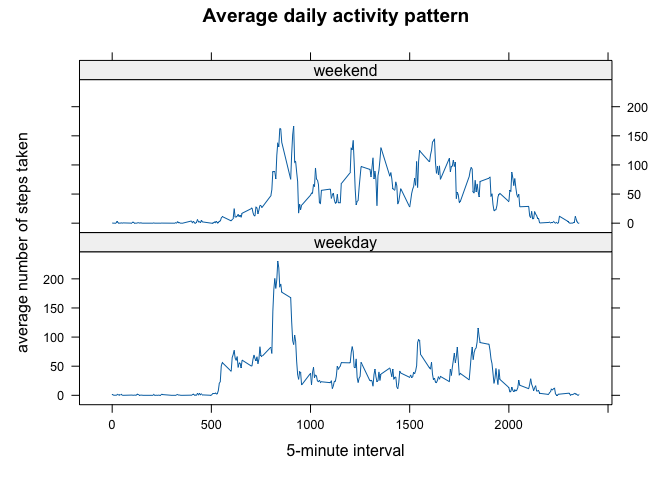 Average daily activity pattern
weekend
200
150
100
50
0
average number of steps taken
weekday
200
150
100
50
0
0 500 1000 1500 2000
5-minute interval